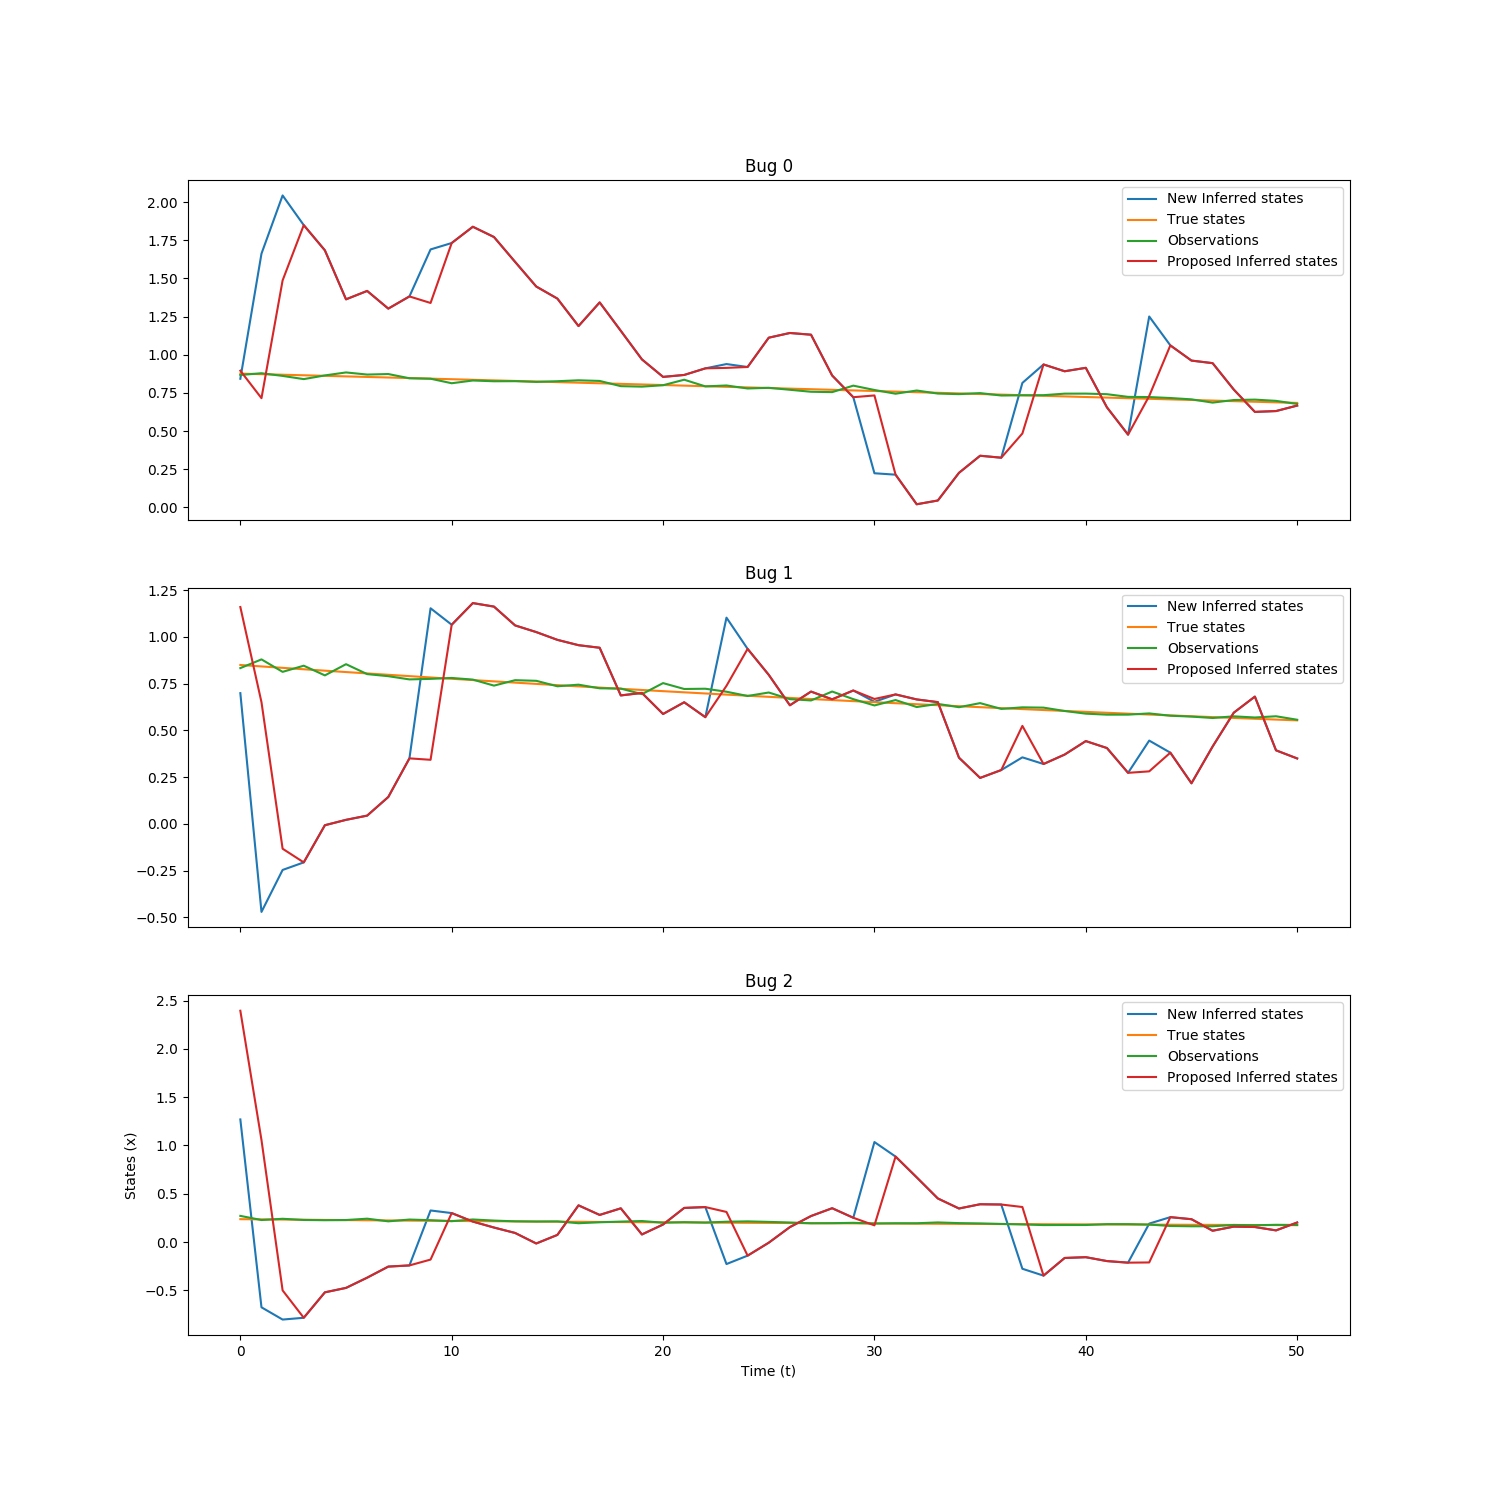 Bug 0
2.00
1.75
1.50
1.25
1.00
0.75
0.50
0.25
0.00
New Inferred states
True states
Observations
Proposed Inferred states
Bug 1
1.25
1.00
0.75
0.50
0.25
0.00
−0.25
−0.50
New Inferred states
True states
Observations
Proposed Inferred states
Bug 2
2.5
2.0
1.5
1.0
0.5
0.0
−0.5
States (x)
New Inferred states
True states
Observations
Proposed Inferred states
0 10 20 30 40 50
Time (t)